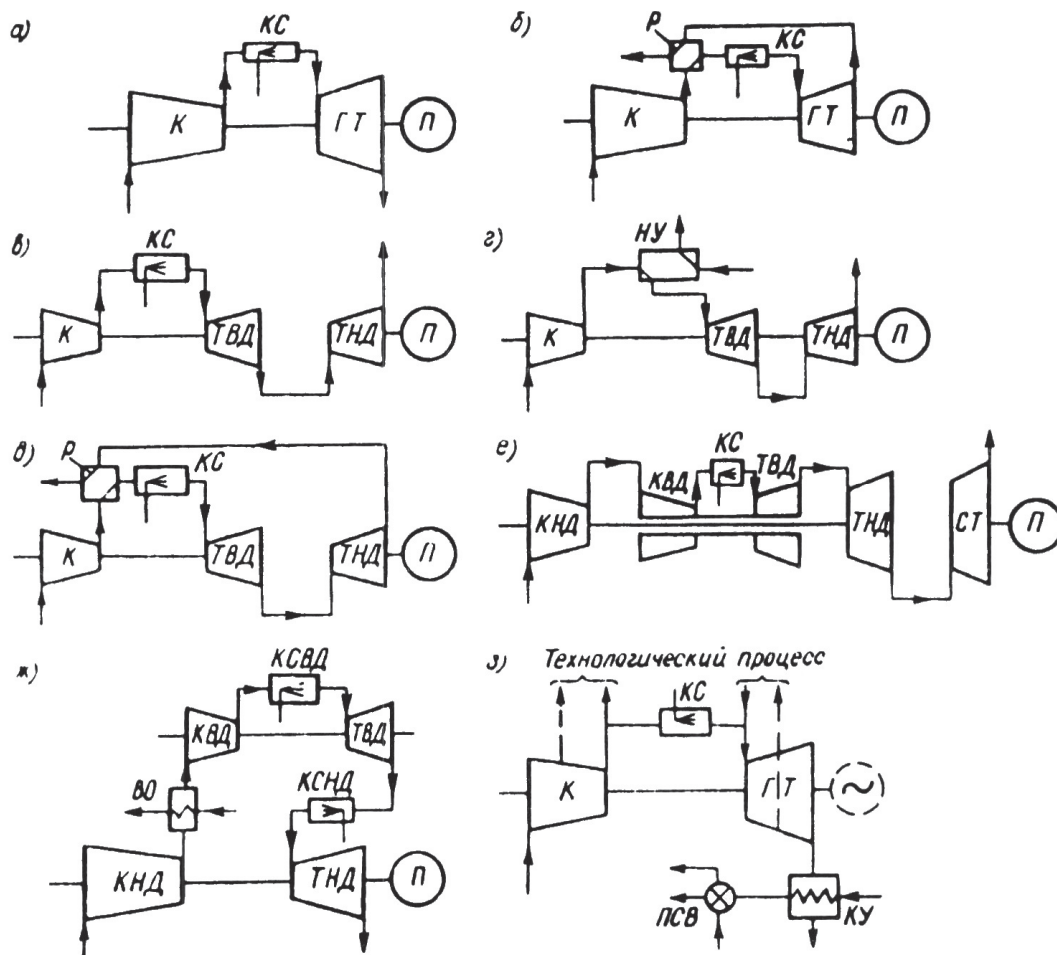 а) К КС ГТ П
б) Р КС К ГТ П
в) КС К ТВД ТНД П
г) НУ К ТВД ТНД П
д) Р КС К ТВД ТНД П
е) КНД КВД КС ТВД ТНД СТ П
ж) КСВД КВД ТВД
ВО КСНД
КНД ТНД П
з) Технологический процесс
КС
К ГТ ~
ПСВ КУ